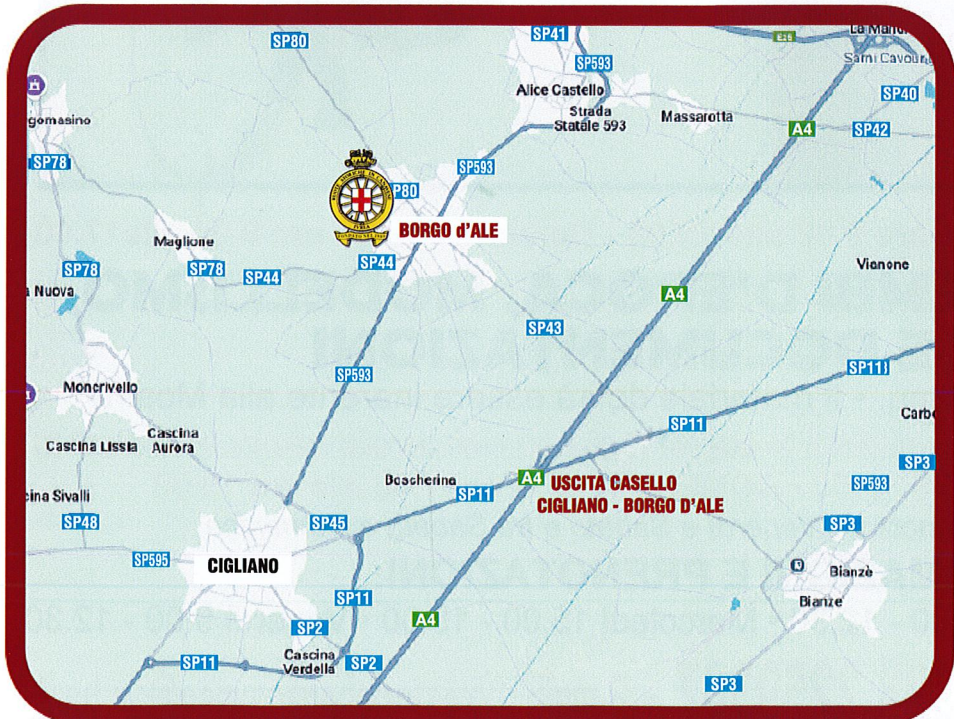 SP80
SP41
E25
La Mand
SP593
Santi Cavour
Alice Castello
SP40
gomasino
Strada
Statale 593
Massarotta
A4
SP42
SP78
SP593
P80
BORGO d'ALE
Maglione
SP44
SP78
SP44
SP78
Vianone
a Nuova
A4
SP43
SP593
SP11
Moncrivello
Carbo
SP11
Cascina
Aurora
Cascina Lissia
SP3
Boscherina
A4
USCITA CASELLO
CIGLIANO - BORGO D'ALE
SP593
cina Sivalli
SP11
SP48
SP45
SP3
SP595
CIGLIANO
Bianzè
SP11
Bianze'
A4
SP2
Cascina
Verdella
SP11
SP2
SP3